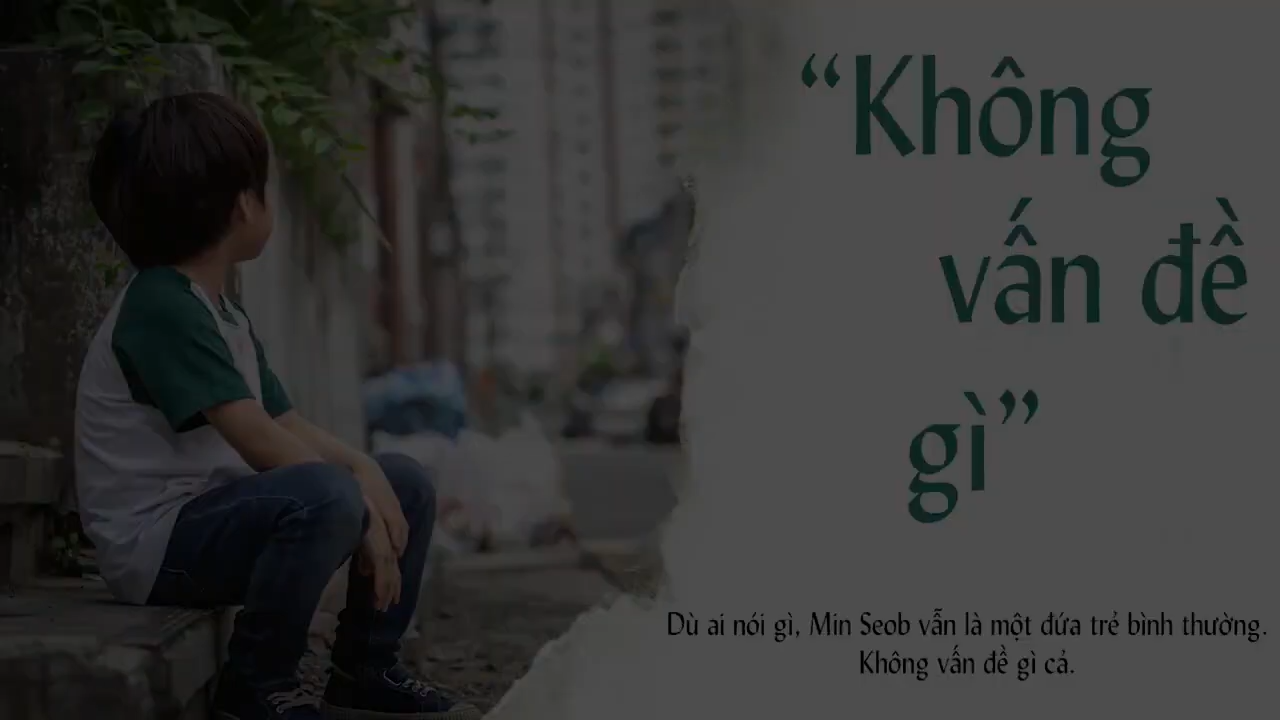 “Không
vấn đề
gì”
Dù ai nói gì, Min Seob vẫn là một đứa trẻ bình thường.
Không vấn đề gì cả.